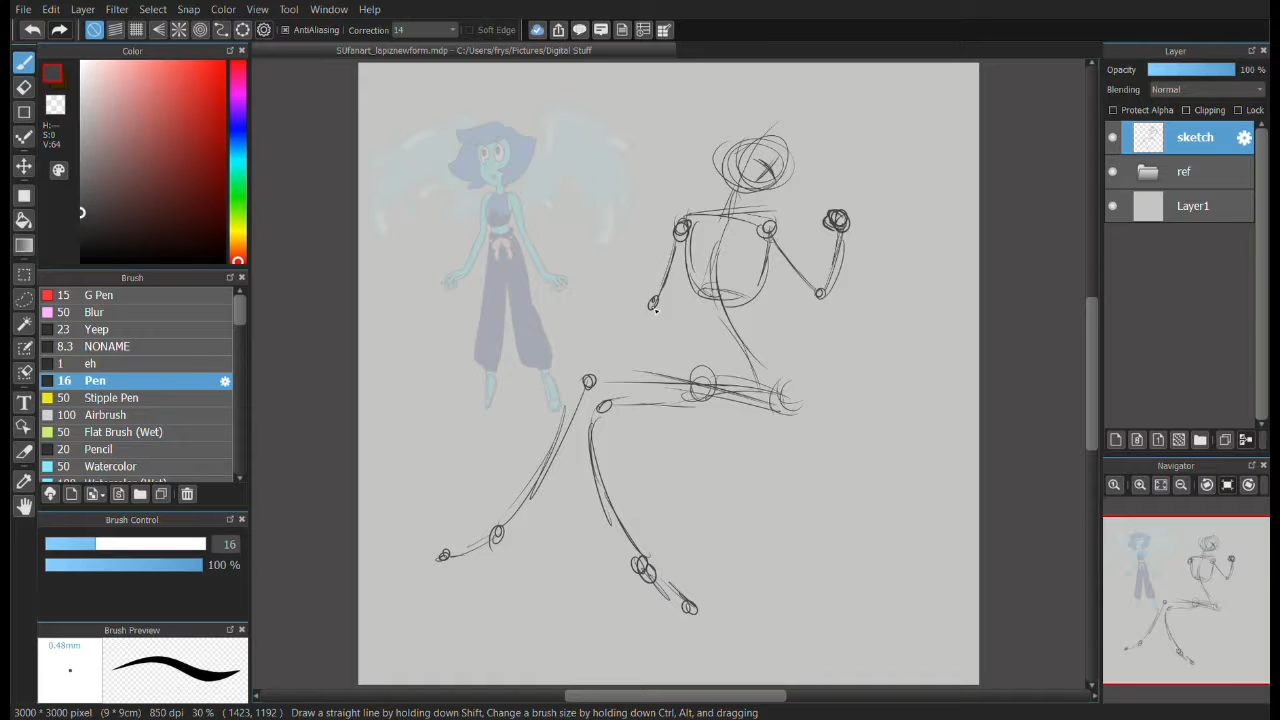 File Edit Layer Filter Select Snap Color View Tool Window Help
AntiAliasing Correction 14 Soft Edge
SUfanart_lapiznewform.mdp - C:/Users/frys/Pictures/Digital Stuff
Color
H:---
S:0
V:64
Brush
15 G Pen
50 Blur
23 Yeep
8.3 NONAME
1 eh
16 Pen
50 Stipple Pen
100 Airbrush
50 Flat Brush (Wet)
20 Pencil
50 Watercolor
100 Watercolor (Wet)
Brush Control
16
100 %
Brush Preview
0.48mm
Layer
Opacity 100 %
Blending Normal
Protect Alpha Clipping Lock
sketch
ref
Layer1
Navigator
3000 * 3000 pixel (9 * 9cm) 850 dpi 30 % ( 1423, 1192 ) Draw a straight line by holding down Shift, Change a brush size by holding down Ctrl, Alt, and dragging